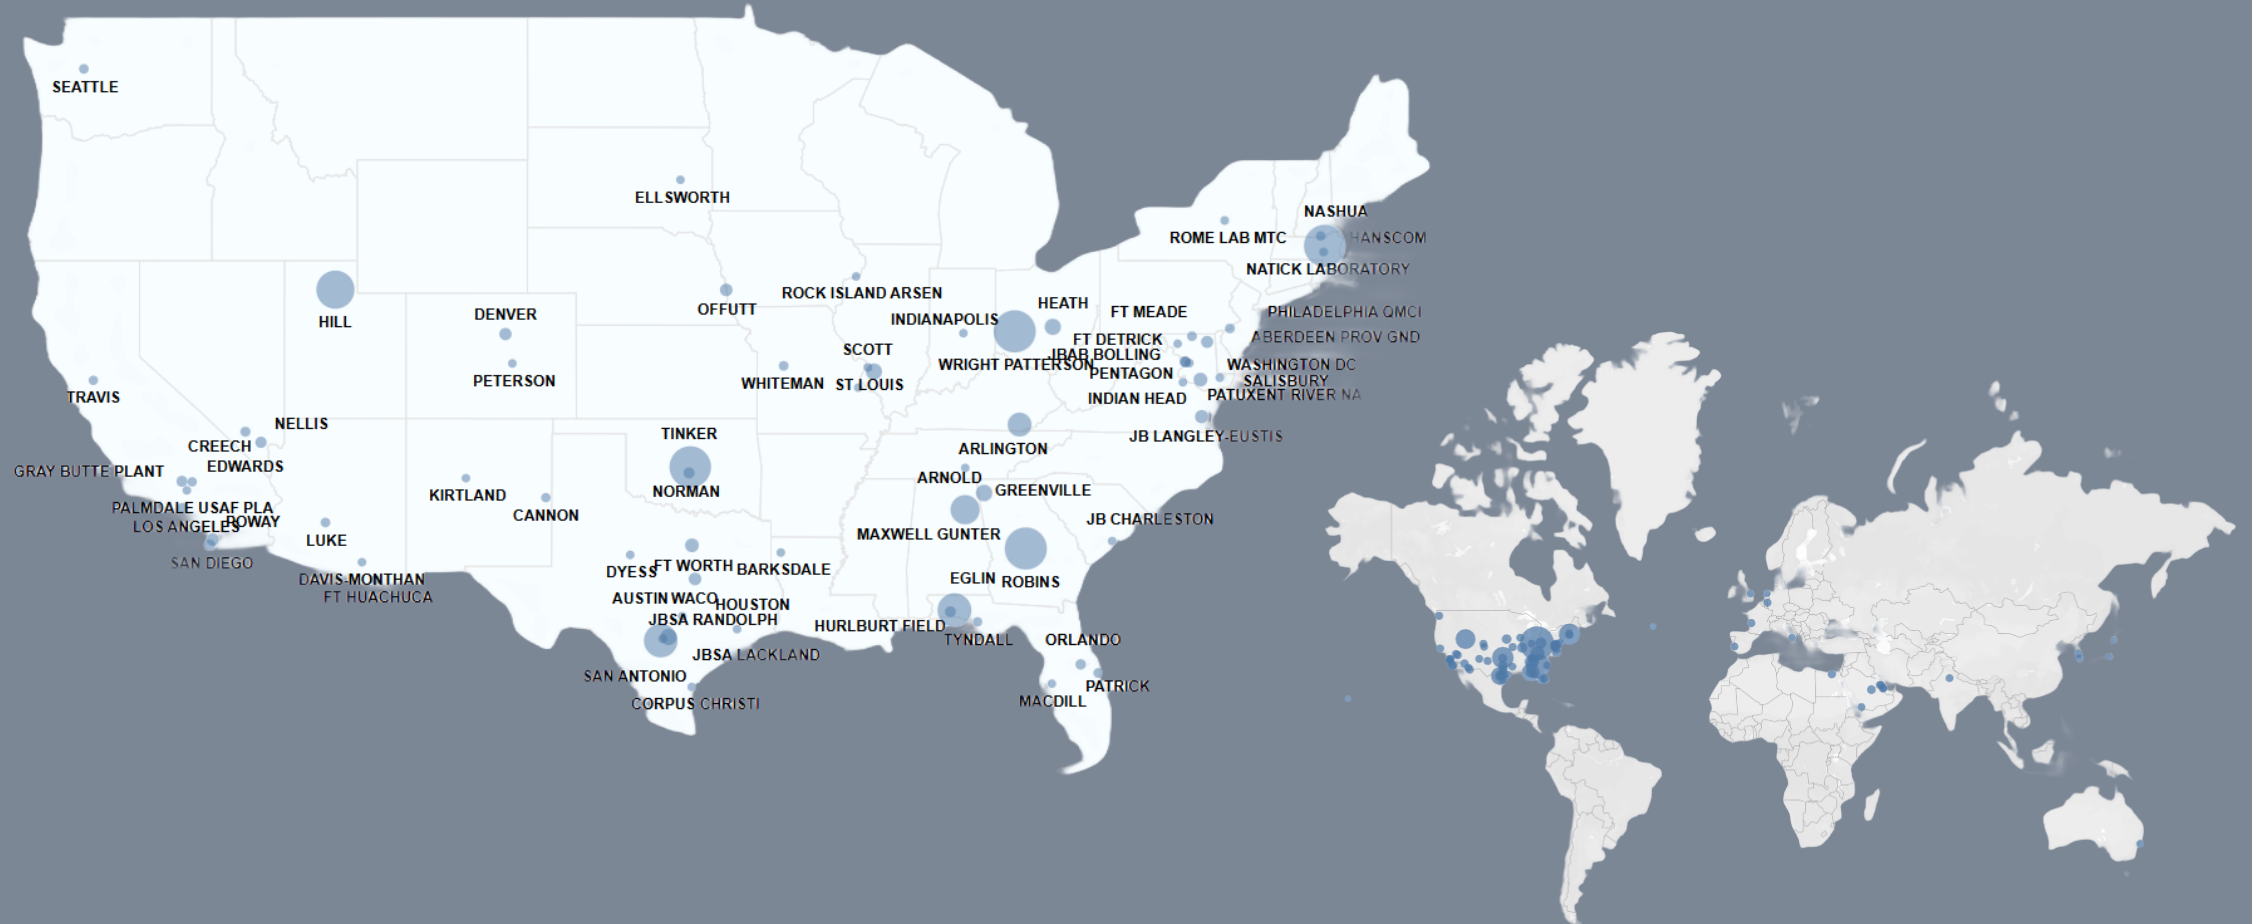 SEATTLE
ELLSWORTH
NASHUA
ROME LAB MTC
HANSCOM
NATICK LABORATORY
ROCK ISLAND ARSEN
HEATH
OFFUTT
FT MEADE
PHILADELPHIA QMCI
DENVER
INDIANAPOLIS
HILL
ABERDEEN PROV GND
FT DETRICK
SCOTT
JBAB BOLLING
WRIGHT PATTERSON
WASHINGTON DC
PENTAGON
PETERSON
WHITEMAN
ST LOUIS
SALISBURY
TRAVIS
INDIAN HEAD
PATUXENT RIVER NA
NELLIS
TINKER
JB LANGLEY-EUSTIS
CREECH
ARLINGTON
EDWARDS
GRAY BUTTE PLANT
ARNOLD
NORMAN
GREENVILLE
KIRTLAND
PALMDALE USAF PLA
CANNON
JB CHARLESTON
POWAY
LOS ANGELES
MAXWELL GUNTER
LUKE
SAN DIEGO
FT WORTH
BARKSDALE
DYESS
DAVIS-MONTHAN
EGLIN
ROBINS
FT HUACHUCA
AUSTIN
WACO
HOUSTON
JBSA RANDOLPH
HURLBURT FIELD
TYNDALL
ORLANDO
JBSA LACKLAND
SAN ANTONIO
PATRICK
CORPUS CHRISTI
MACDILL